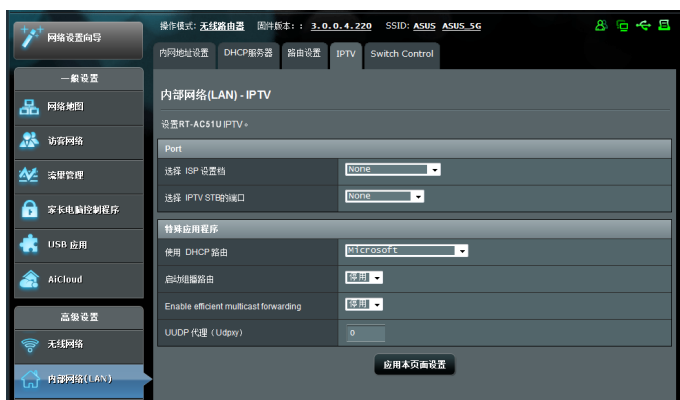 网络设置向导
一般设置
网络地图
访客网络
流量管理
家长电脑控制程序
USB 应用
AiCloud
高级设置
无线网络
内部网络(LAN)
操作模式: 无线路由器 固件版本: : 3.0.0.4.220 SSID: ASUS ASUS_5G
内网地址设置 DHCP服务器 路由设置 IPTV Switch Control
内部网络(LAN) - IPTV
设置RT-AC51U IPTV。
Port
选择 ISP 设置档 None
选择 IPTV STB的端口 None
特殊应用程序
使用 DHCP 路由 Microsoft
启动组播路由 停用
Enable efficient multicast forwarding 停用
UUDP 代理（Udpxy） 0
应用本页面设置